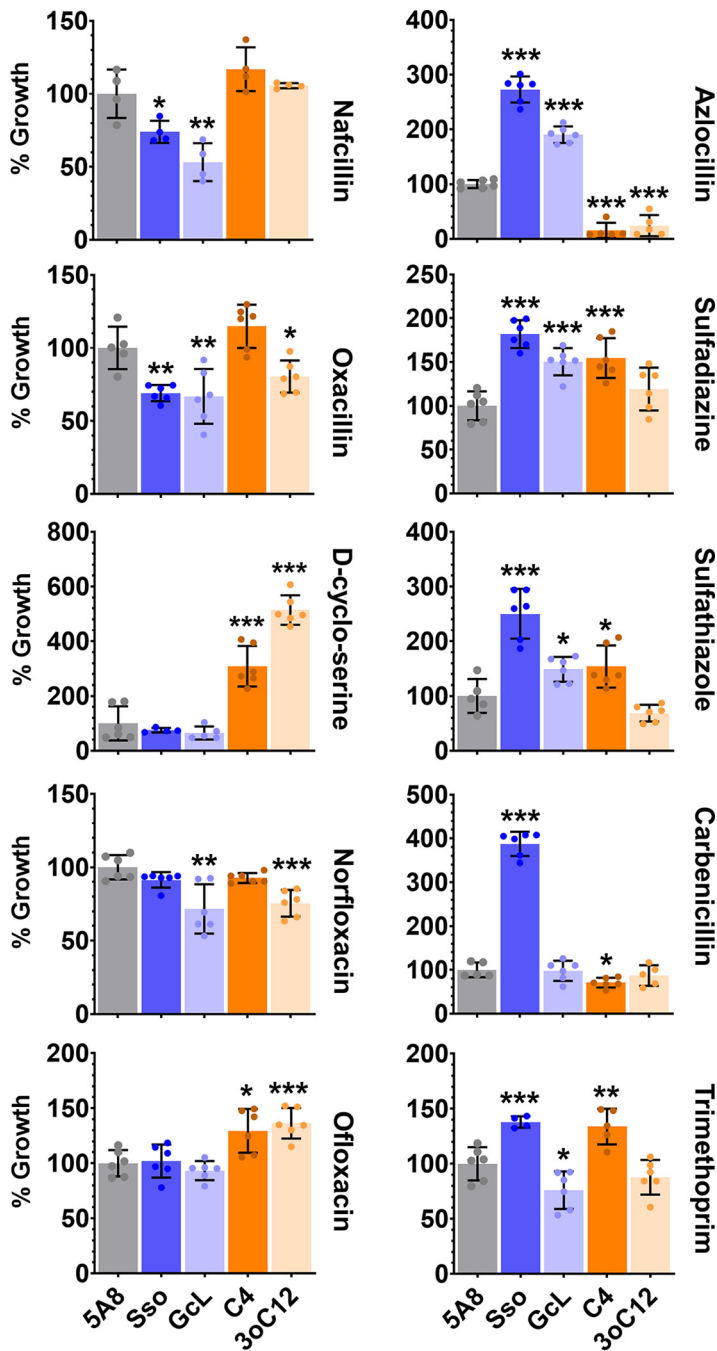 % Growth
150
100
50
0
* ** 
Nafcillin
400
300
200
100
0
*** *** *** ***
Azlocillin
% Growth
150
100
50
0
** ** *
Oxacillin
250
200
150
100
50
0
*** *** ***
Sulfadiazine
% Growth
800
600
400
200
0
*** ***
D-cyclo-serine
400
300
200
100
0
*** * *
Sulfathiazole
% Growth
150
100
50
0
** ***
Norfloxacin
500
400
300
200
100
0
*** *
Carbenicillin
% Growth
200
150
100
50
0
* ***
Ofloxacin
200
150
100
50
0
*** * **
Trimethoprim
5A8 Sso GcL C4 3oC12
5A8 Sso GcL C4 3oC12